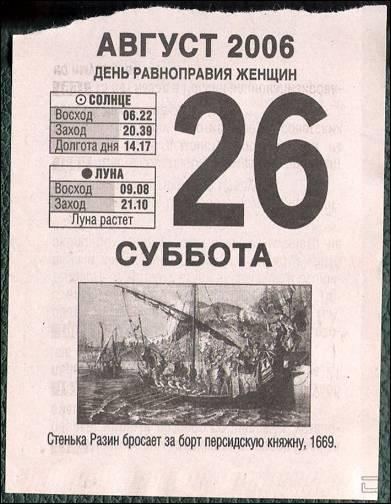 АВГУСТ 2006
ДЕНЬ РАВНОПРАВИЯ ЖЕНЩИН
СОЛНЦЕ
Восход 06.22
Заход 20.39
Долгота дня 14.17
ЛУНА
Восход 09.08
Заход 21.10
Луна растет
26
СУББОТА
Стенька Разин бросает за борт персидскую княжну, 1669.